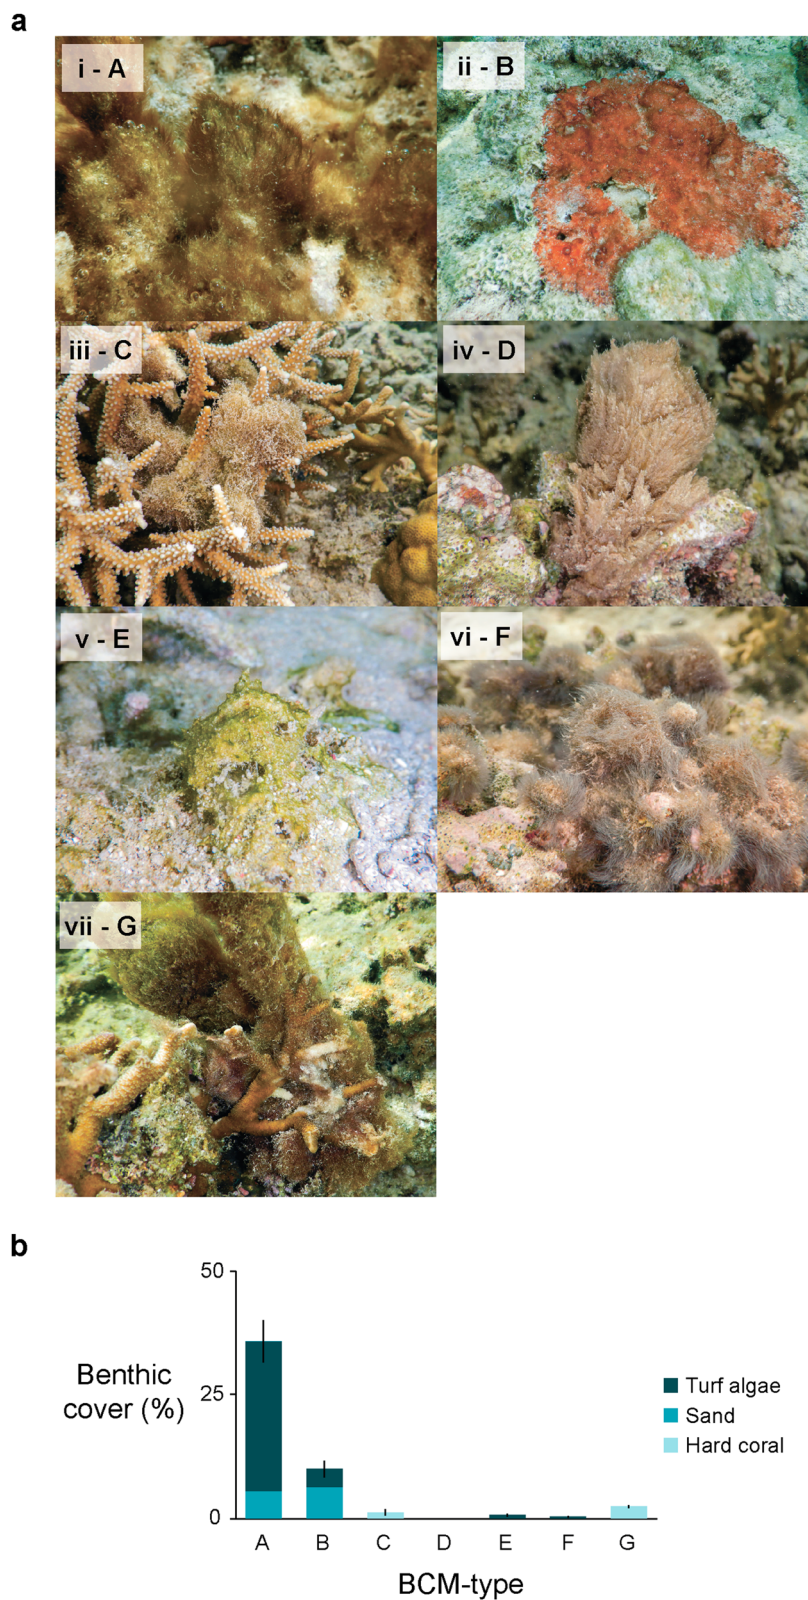 a
i - A
ii - B
iii - C
iv - D
v - E
vi - F
vii - G
b
50
25
0
Benthic
cover (%)
Turf algae
Sand
Hard coral
A B C D E F G
BCM-type